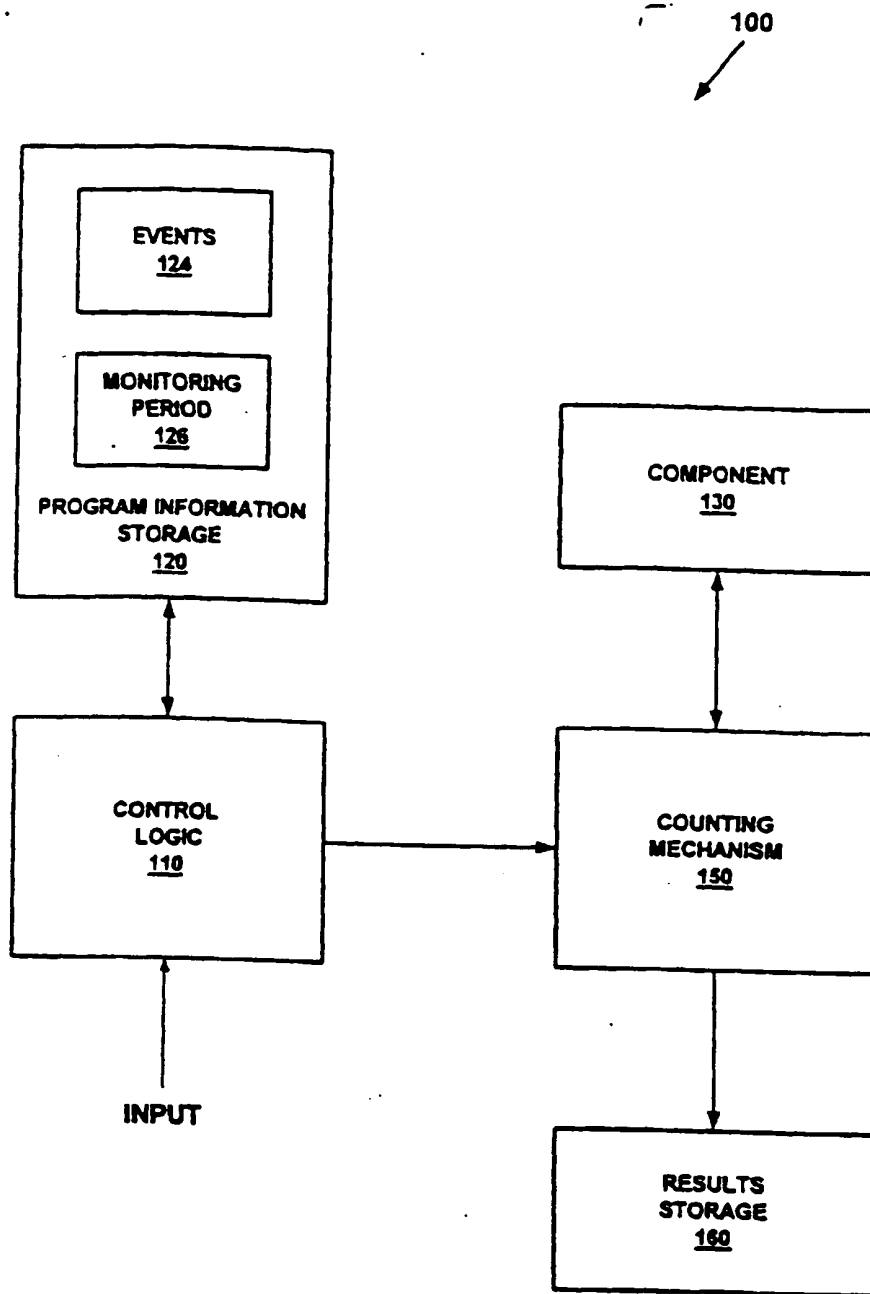 100
EVENTS
124
MONITORING
PERIOD
126
PROGRAM INFORMATION
STORAGE
120
COMPONENT
130
CONTROL
LOGIC
110
COUNTING
MECHANISM
150
INPUT
RESULTS
STORAGE
160